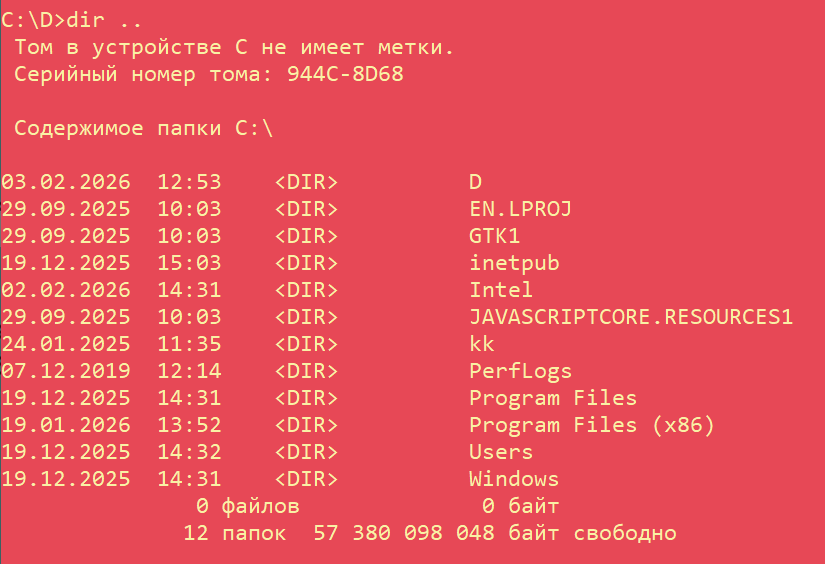 C:\D>dir ..
 Том в устройстве C не имеет метки.
 Серийный номер тома: 944C-8D68

 Содержимое папки C:\

03.02.2026  12:53    <DIR>          D
29.09.2025  10:03    <DIR>          EN.LPROJ
29.09.2025  10:03    <DIR>          GTK1
19.12.2025  15:03    <DIR>          inetpub
02.02.2026  14:31    <DIR>          Intel
29.09.2025  10:03    <DIR>          JAVASCRIPTCORE.RESOURCES1
24.01.2025  11:35    <DIR>          kk
07.12.2019  12:14    <DIR>          PerfLogs
19.12.2025  14:31    <DIR>          Program Files
19.01.2026  13:52    <DIR>          Program Files (x86)
19.12.2025  14:32    <DIR>          Users
19.12.2025  14:31    <DIR>          Windows
               0 файлов              0 байт
              12 папок  57 380 098 048 байт свободно